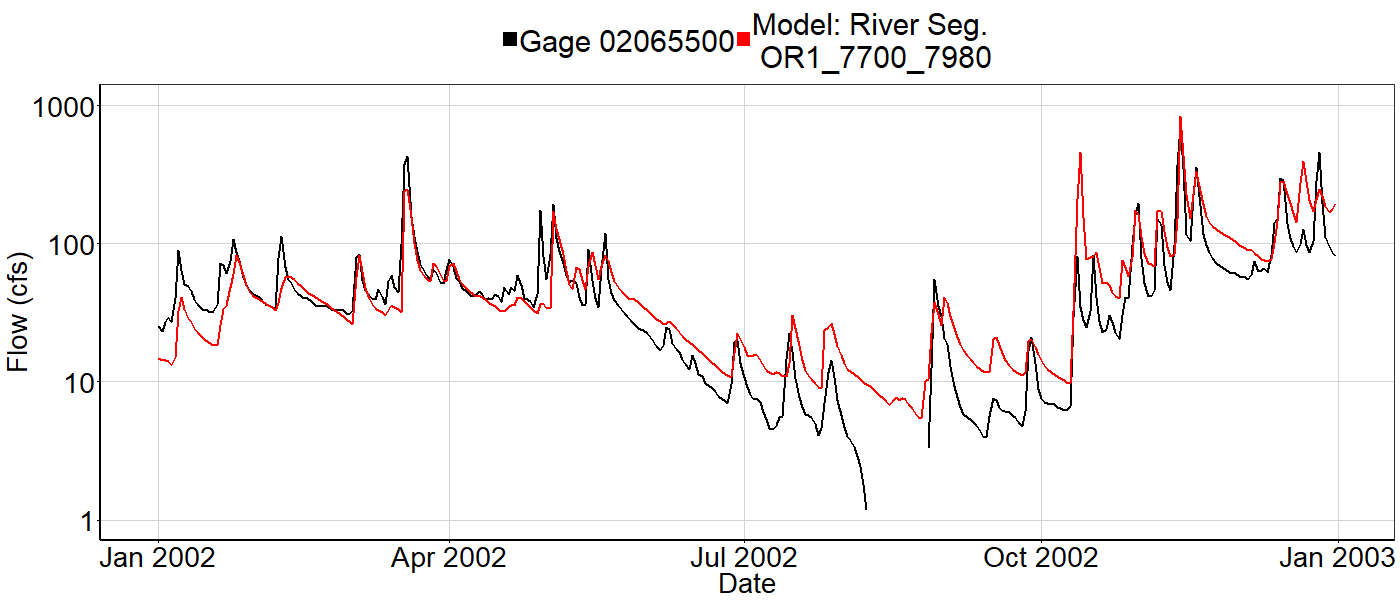 Gage 02065500
Model: River Seg.
OR1_7700_7980
1000
100
10
1
Flow (cfs)
Jan 2002
Apr 2002
Jul 2002
Oct 2002
Jan 2003
Date